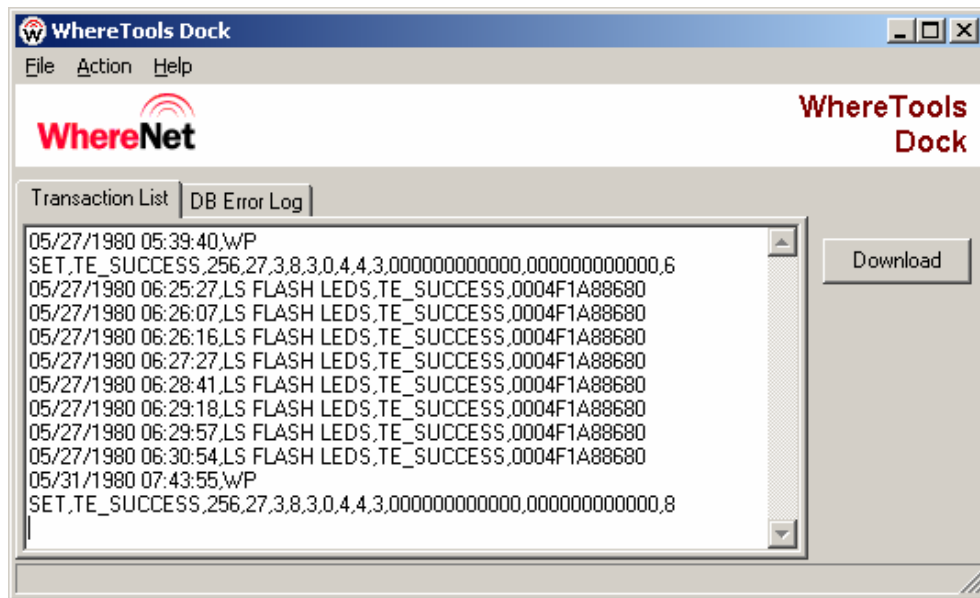 WhereTools Dock
File Action Help
WhereNet
WhereTools
Dock
Transaction List DB Error Log
05/27/1980 05:39:40,WP
SET,TE_SUCCESS,256,27,3,8,3,0,4,4,3,000000000000,000000000000,6
05/27/1980 06:25:27,LS FLASH LEDS,TE_SUCCESS,0004F1A88680
05/27/1980 06:26:07,LS FLASH LEDS,TE_SUCCESS,0004F1A88680
05/27/1980 06:26:16,LS FLASH LEDS,TE_SUCCESS,0004F1A88680
05/27/1980 06:27:27,LS FLASH LEDS,TE_SUCCESS,0004F1A88680
05/27/1980 06:28:41,LS FLASH LEDS,TE_SUCCESS,0004F1A88680
05/27/1980 06:29:18,LS FLASH LEDS,TE_SUCCESS,0004F1A88680
05/27/1980 06:29:57,LS FLASH LEDS,TE_SUCCESS,0004F1A88680
05/27/1980 06:30:54,LS FLASH LEDS,TE_SUCCESS,0004F1A88680
05/31/1980 07:43:55,WP
SET,TE_SUCCESS,256,27,3,8,3,0,4,4,3,000000000000,000000000000,8
Download